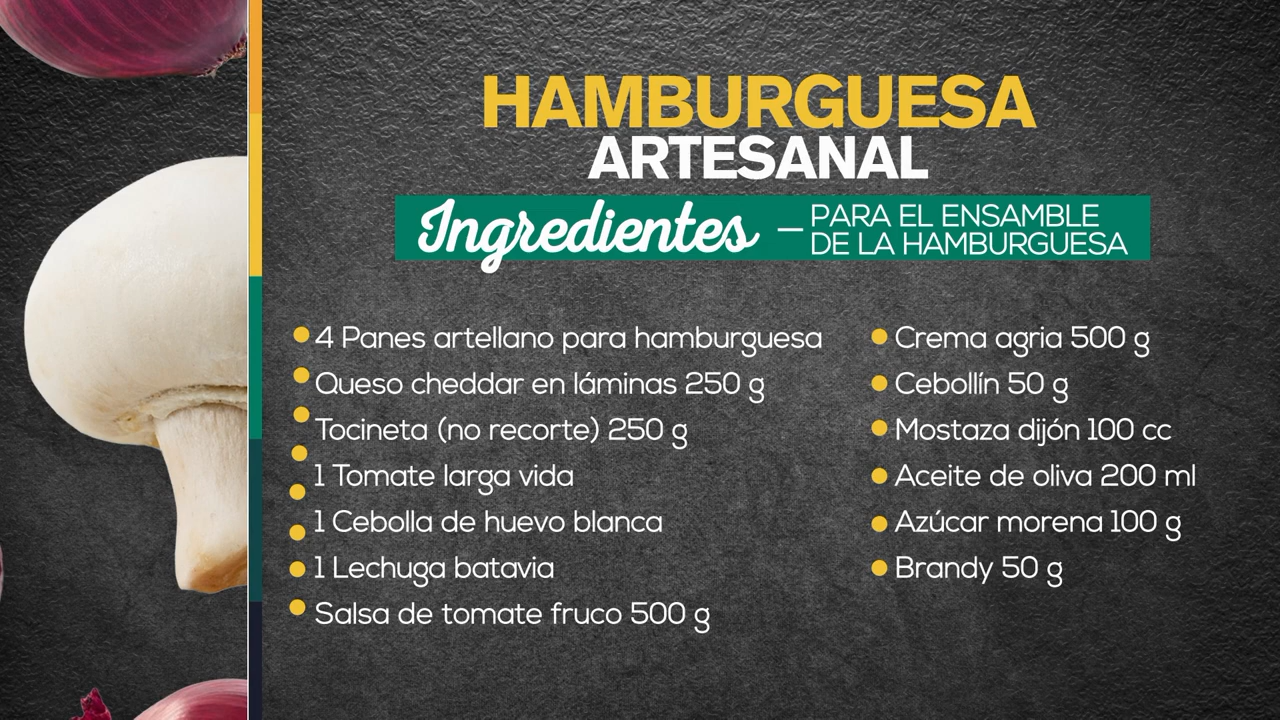 HAMBURGUESA
ARTESANAL
Ingredientes – PARA EL ENSAMBLE
DE LA HAMBURGUESA
4 Panes artellano para hamburguesa
Queso cheddar en láminas 250 g
Tocineta (no recorte) 250 g
1 Tomate larga vida
1 Cebolla de huevo blanca
1 Lechuga batavia
Salsa de tomate fruco 500 g
Crema agria 500 g
Cebollín 50 g
Mostaza dijón 100 cc
Aceite de oliva 200 ml
Azúcar morena 100 g
Brandy 50 g